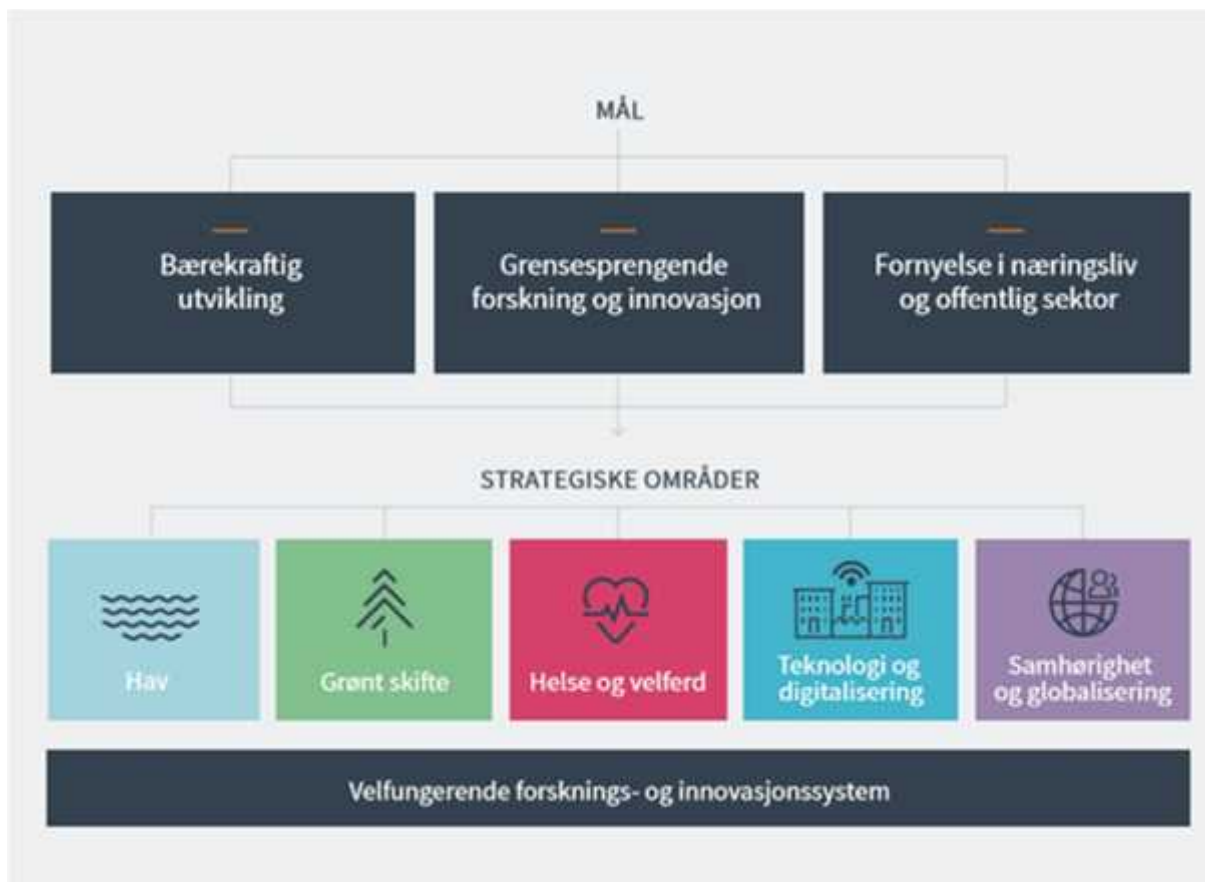 MÅL
Bærekraftig
utvikling
Grensesprengende
forskning og innovasjon
Fornyelse i næringsliv
og offentlig sektor
STRATEGISKE OMRÅDER
Hav
Grønt skifte
Helse og velferd
Teknologi og
digitalisering
Samhørighet
og globalisering
Velfungerende forsknings- og innovasjonssystem